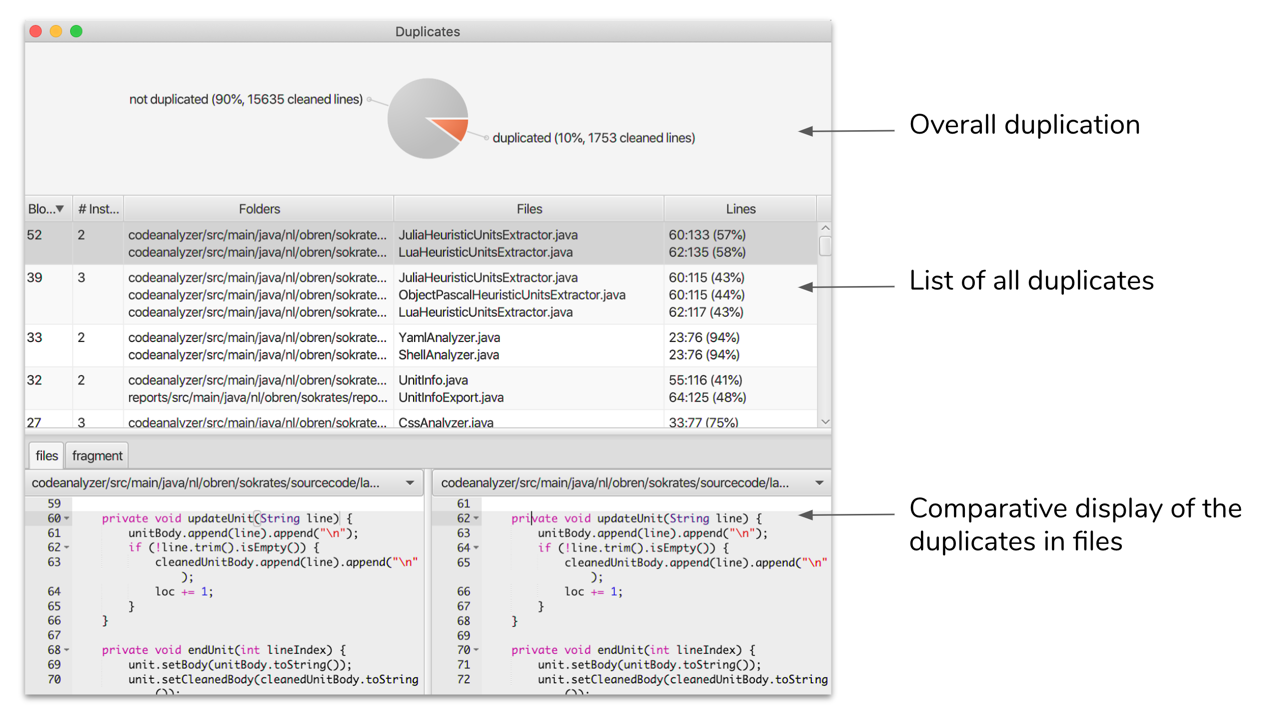 Duplicates
not duplicated (90%, 15635 cleaned lines)
duplicated (10%, 1753 cleaned lines)
Overall duplication
Blo...▼ # Inst... Folders Files Lines
52 2 codeanalyzer/src/main/java/nl/obren/sokrate... JuliaHeuristicUnitsExtractor.java 60:133 (57%)
codeanalyzer/src/main/java/nl/obren/sokrate... LuaHeuristicUnitsExtractor.java 62:135 (58%)
39 3 codeanalyzer/src/main/java/nl/obren/sokrate... JuliaHeuristicUnitsExtractor.java 60:115 (43%)
codeanalyzer/src/main/java/nl/obren/sokrate... ObjectPascalHeuristicUnitsExtractor.java 60:115 (44%)
codeanalyzer/src/main/java/nl/obren/sokrate... LuaHeuristicUnitsExtractor.java 62:117 (43%)
33 2 codeanalyzer/src/main/java/nl/obren/sokrate... YamlAnalyzer.java 23:76 (94%)
codeanalyzer/src/main/java/nl/obren/sokrate... ShellAnalyzer.java 23:76 (94%)
32 2 codeanalyzer/src/main/java/nl/obren/sokrate... UnitInfo.java 55:116 (41%)
reports/src/main/java/nl/obren/sokrates/repo... UnitInfoExport.java 64:125 (48%)
27 3 codeanalyzer/src/main/java/nl/obren/sokrate... CssAnalyzer.java 33:77 (75%)
List of all duplicates
files fragment
codeanalyzer/src/main/java/nl/obren/sokrates/sourcecode/la...
59
60 private void updateUnit(String line) {
61 unitBody.append(line).append("\n");
62 if (!line.trim().isEmpty()) {
63 cleanedUnitBody.append(line).append("\n"
);
64 loc += 1;
65 }
66 }
67
68 private void endUnit(int lineIndex) {
69 unit.setBody(unitBody.toString());
70 unit.setCleanedBody(cleanedUnitBody.toString
());
codeanalyzer/src/main/java/nl/obren/sokrates/sourcecode/la...
61
62 private void updateUnit(String line) {
63 unitBody.append(line).append("\n");
64 if (!line.trim().isEmpty()) {
65 cleanedUnitBody.append(line).append("\n"
);
66 loc += 1;
67 }
68 }
69
70 private void endUnit(int lineIndex) {
71 unit.setBody(unitBody.toString());
72 unit.setCleanedBody(cleanedUnitBody.toString
());
Comparative display of the
duplicates in files